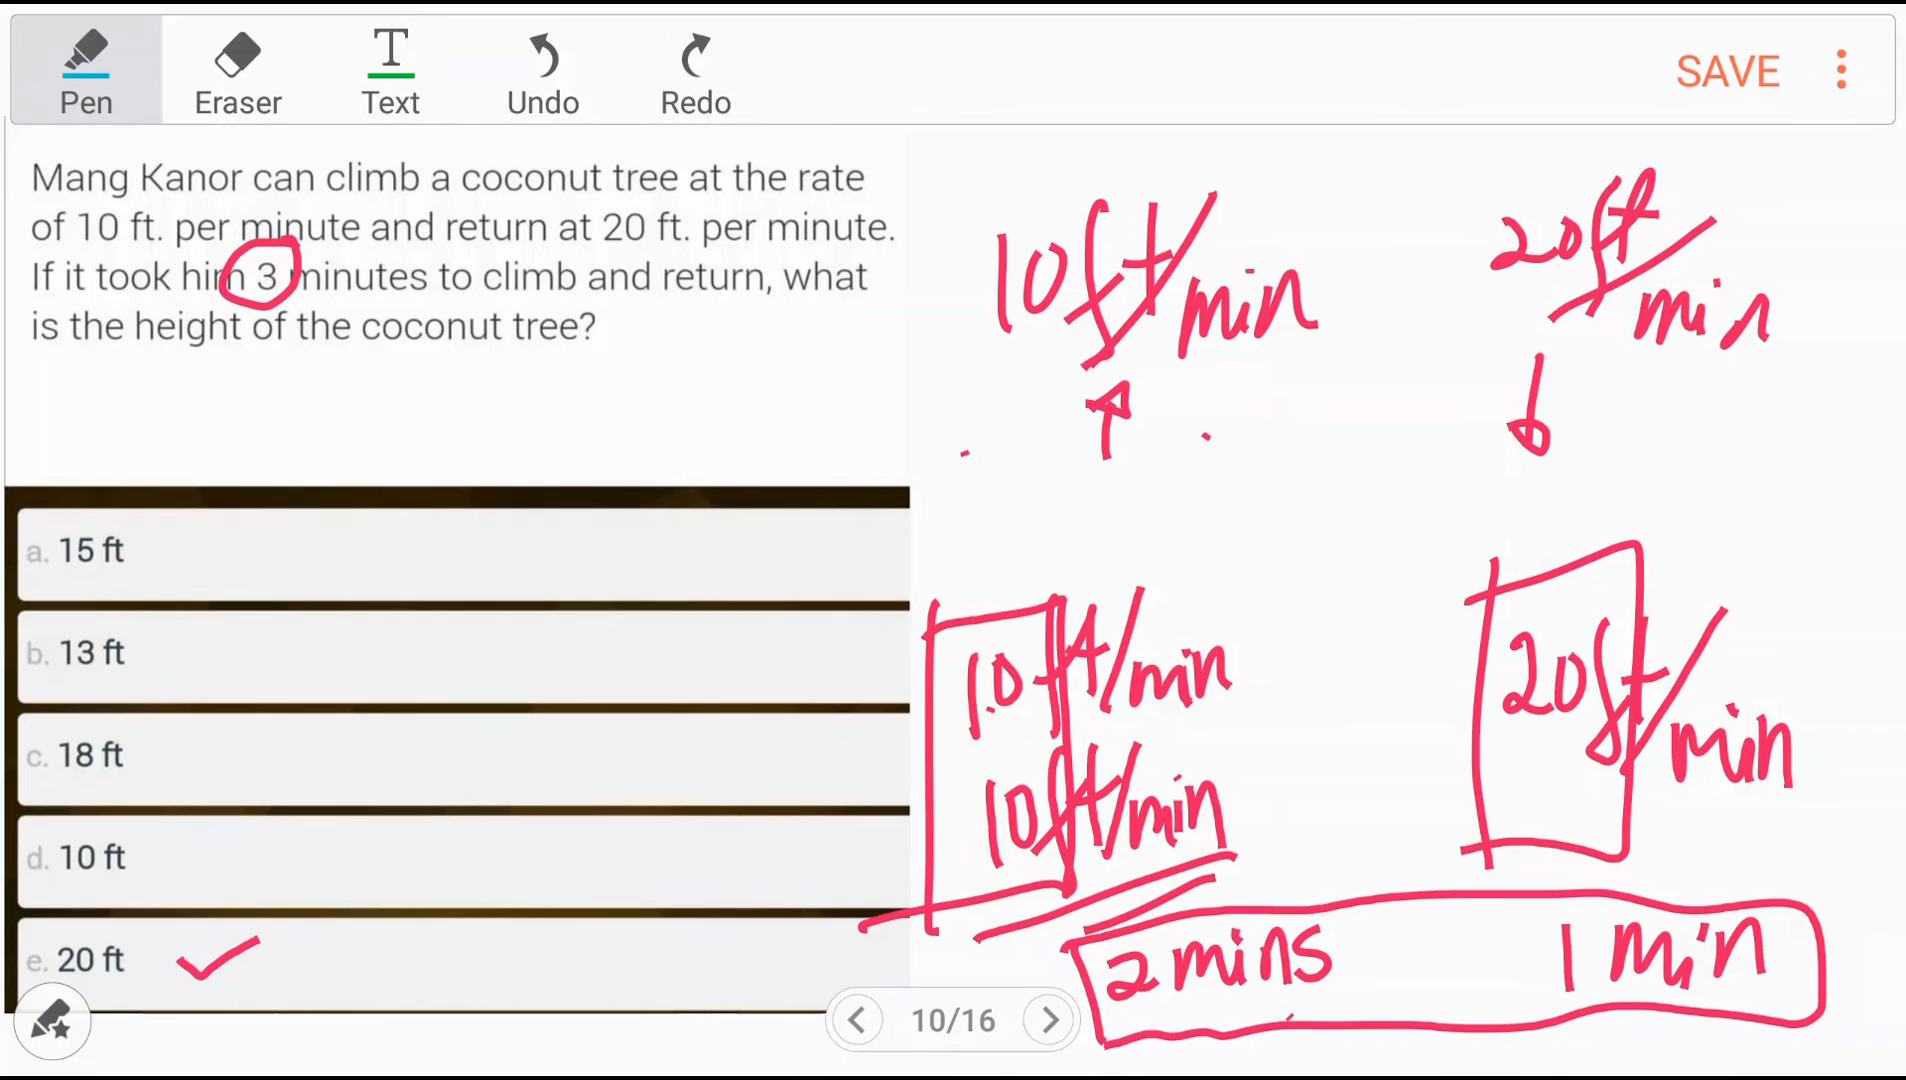 Pen Eraser Text Undo Redo SAVE
Mang Kanor can climb a coconut tree at the rate
of 10 ft. per minute and return at 20 ft. per minute.
If it took him 3 minutes to climb and return, what
is the height of the coconut tree?
a. 15 ft
b. 13 ft
c. 18 ft
d. 10 ft
e. 20 ft
10/16
10ft/min
20ft/min
10ft/min
10ft/min
20ft/min
2 mins 1 min